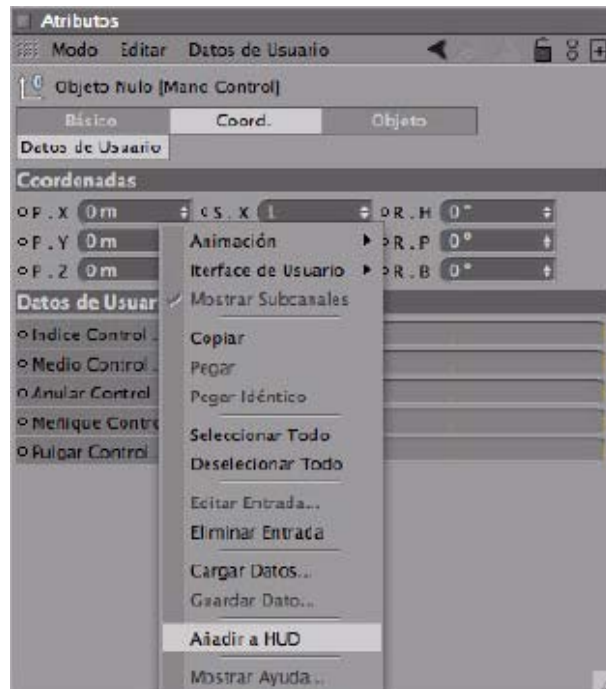 Atributos
Modo Editar Datos de Usuario
Objeto Nulo [Mano Control]
Básico Coord. Objeto
Datos de Usuario
Coordenadas
P . X 0 m S . X 1 R . H 0°
P . Y 0 m R . P 0°
P . Z 0 m R . B 0°
Datos de Usuar
Indice Control
Medio Control
Anular Control
Meñique Contro
Pulgar Control
Animación
Iterface de Usuario
Mostrar Subcanales
Copiar
Pegar
Pegar Idéntico
Seleccionar Todo
Deselecionar Todo
Editar Entrada...
Eliminar Entrada
Cargar Datos...
Guardar Dato...
Añadir a HUD
Mostrar Ayuda...